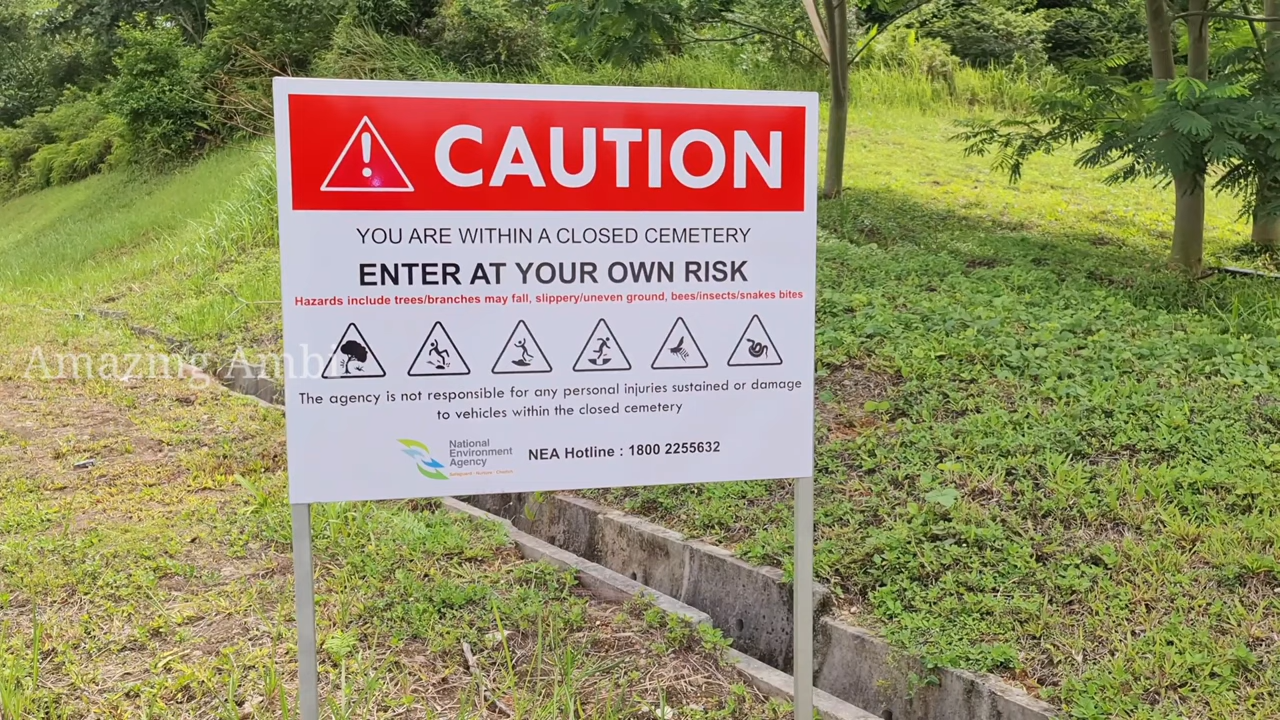 CAUTION
YOU ARE WITHIN A CLOSED CEMETERY
ENTER AT YOUR OWN RISK
Hazards include trees/branches may fall, slippery/uneven ground, bees/insects/snakes bites
The agency is not responsible for any personal injuries sustained or damage
to vehicles within the closed cemetery
National
Environment
Agency
NEA Hotline : 1800 2255632